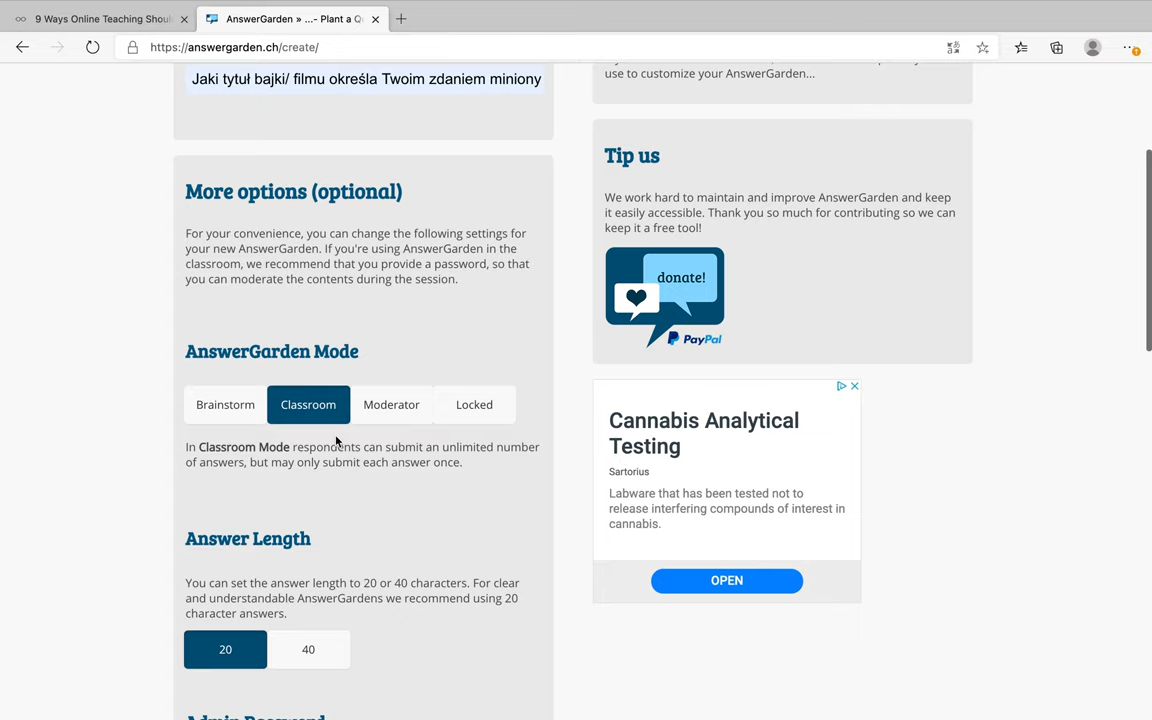 9 Ways Online Teaching Shoul
AnswerGarden » ...- Plant a Q
https://answergarden.ch/create/
Jaki tytuł bajki/ filmu określa Twoim zdaniem miniony
use to customize your AnswerGarden...
Tip us
We work hard to maintain and improve AnswerGarden and keep
it easily accessible. Thank you so much for contributing so we can
keep it a free tool!
donate!
PayPal
More options (optional)
For your convenience, you can change the following settings for
your new AnswerGarden. If you're using AnswerGarden in the
classroom, we recommend that you provide a password, so that
you can moderate the contents during the session.
AnswerGarden Mode
Brainstorm Classroom Moderator Locked
In Classroom Mode respondents can submit an unlimited number
of answers, but may only submit each answer once.
Cannabis Analytical
Testing
Sartorius
Labware that has been tested not to
release interfering compounds of interest in
cannabis.
OPEN
Answer Length
You can set the answer length to 20 or 40 characters. For clear
and understandable AnswerGardens we recommend using 20
character answers.
20 40
Admin Password